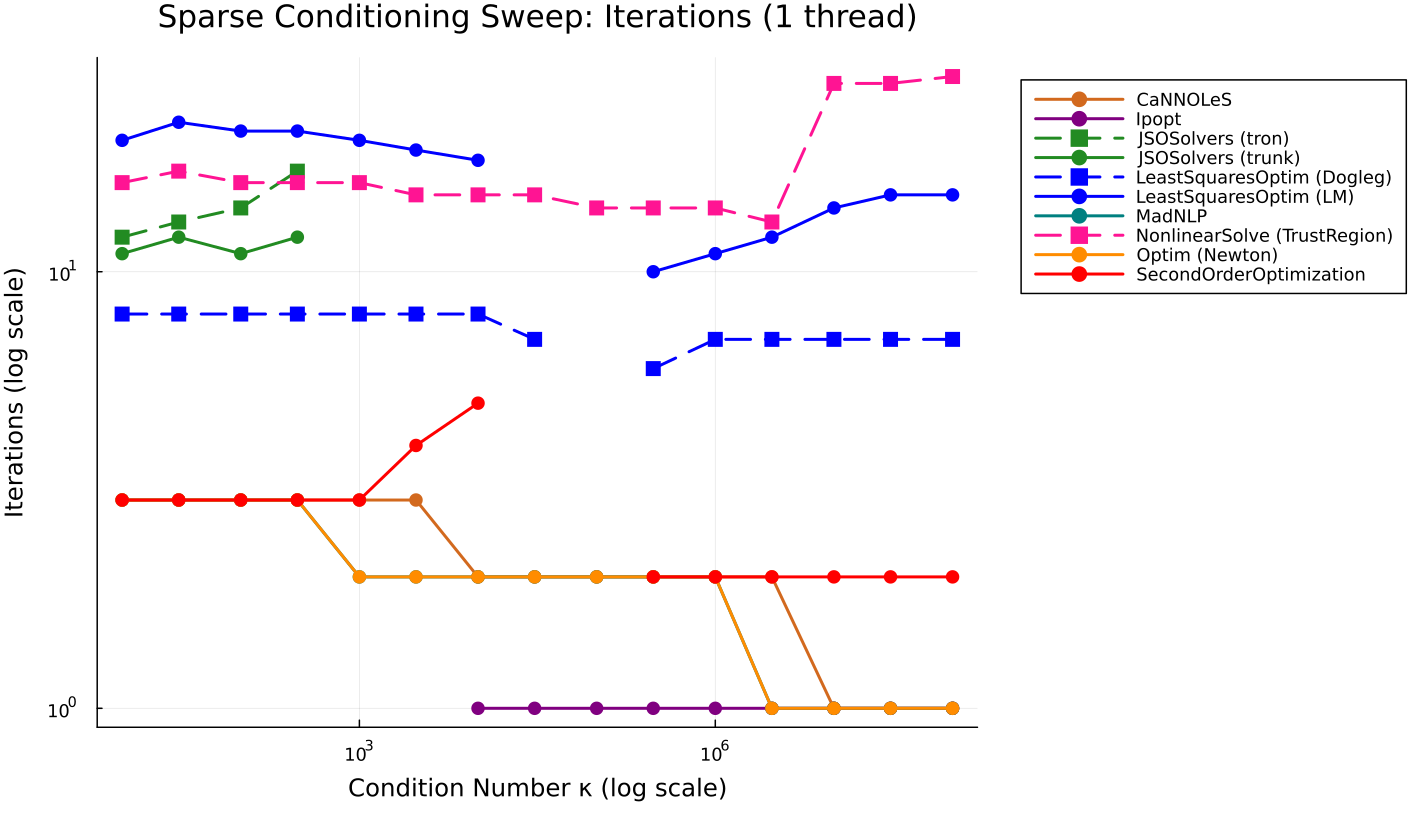 Sparse Conditioning Sweep: Iterations (1 thread)
Iterations (log scale)
10^1
10^0
10^3
10^6
Condition Number κ (log scale)
CaNNOLeS
Ipopt
JSOSolvers (tron)
JSOSolvers (trunk)
LeastSquaresOptim (Dogleg)
LeastSquaresOptim (LM)
MadNLP
NonlinearSolve (TrustRegion)
Optim (Newton)
SecondOrderOptimization